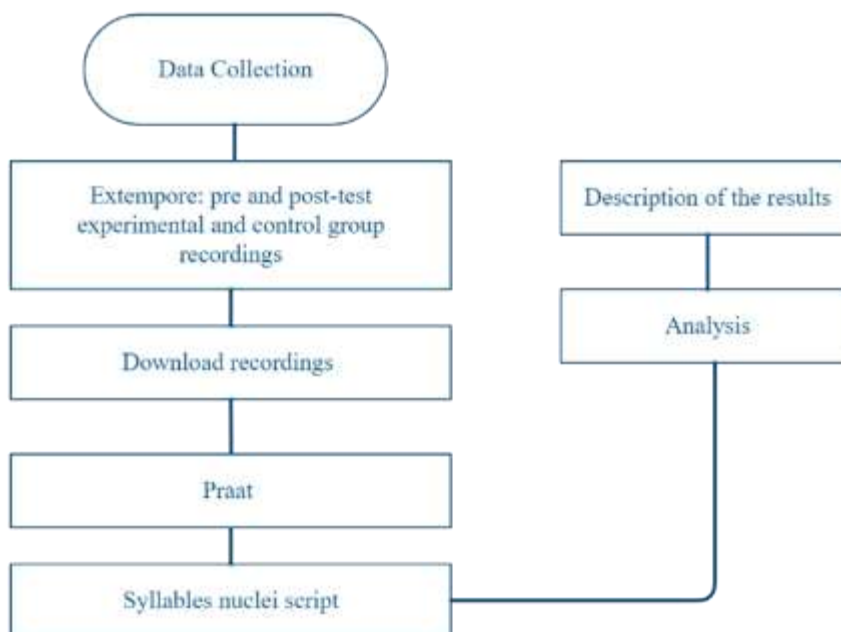 Data Collection
Extempore: pre and post-test
experimental and control group
recordings
Download recordings
Praat
Syllables nuclei script
Analysis
Description of the results